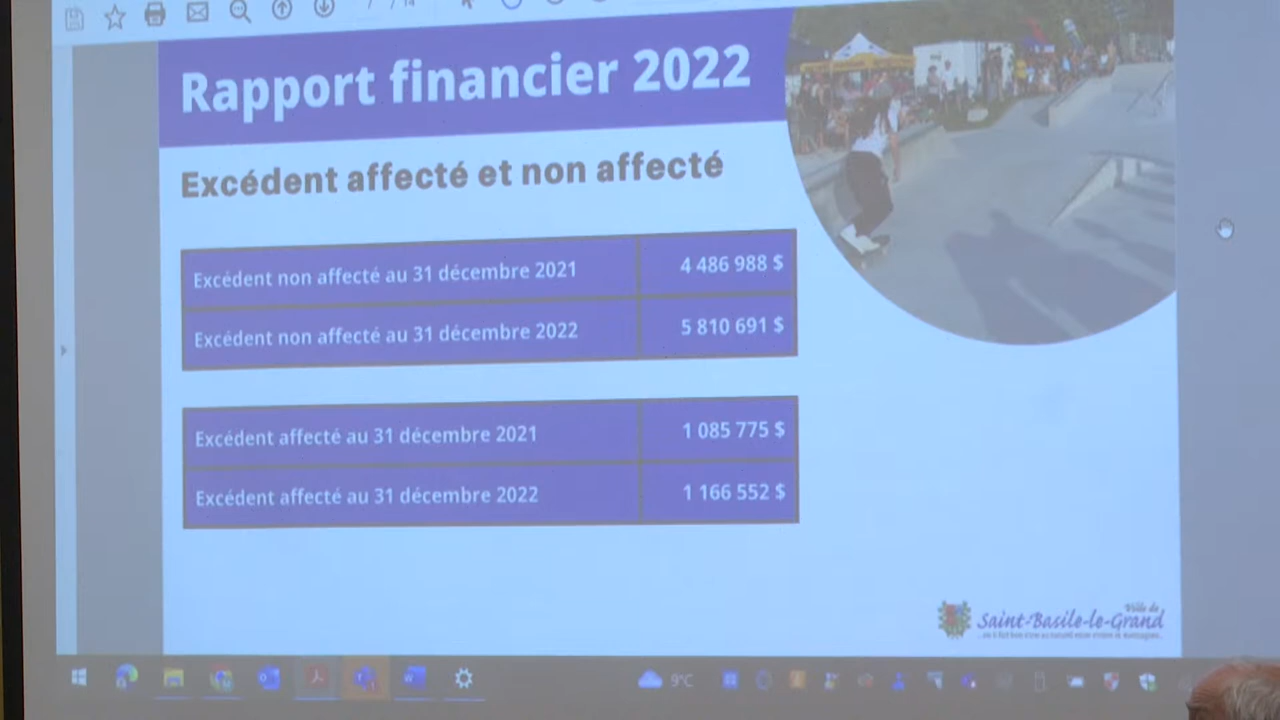 Rapport financier 2022
Excédent affecté et non affecté
Excédent non affecté au 31 décembre 2021 4 486 988 $
Excédent non affecté au 31 décembre 2022 5 810 691 $
Excédent affecté au 31 décembre 2021 1 085 775 $
Excédent affecté au 31 décembre 2022 1 166 552 $
Ville de
Saint-Basile-le-Grand
9°C